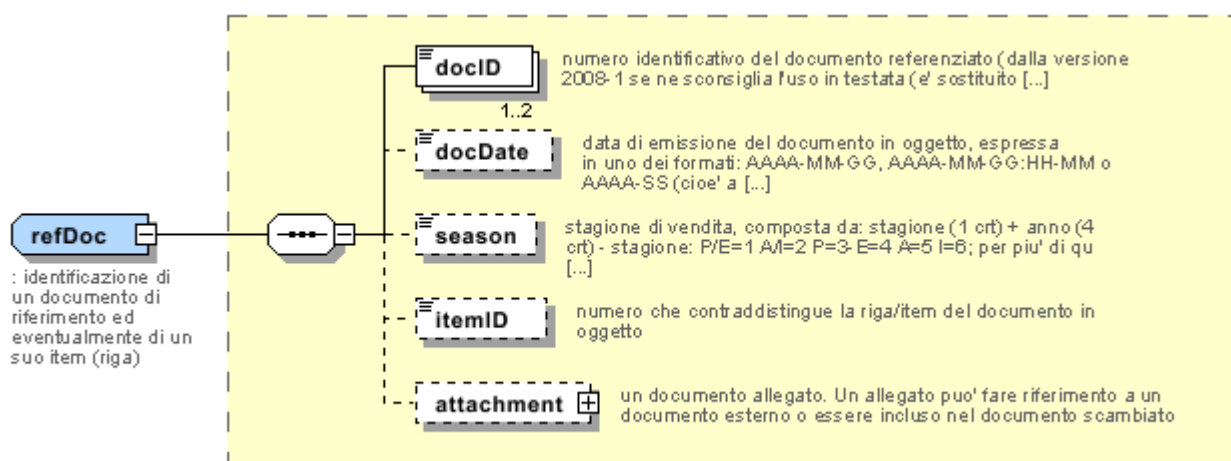 docID
numero identificativo del documento referenziato (dalla versione
2008-1 se ne sconsiglia l'uso in testata (e' sostituito [...]
1..2
docDate
data di emissione del documento in oggetto, espressa
in uno dei formati: AAAA-MM-GG, AAAA-MM-GG:HH-MM o
AAAA-SS (cioe' a [...]
refDoc
: identificazione di
un documento di
riferimento ed
eventualmente di un
suo item (riga)
season
stagione di vendita, composta da: stagione (1 crt) + anno (4
crt) - stagione: P/E=1 A/I=2 P=3- E=4 A=5 I=6; per piu' di qu
[...]
itemID
numero che contraddistingue la riga/item del documento in
oggetto
attachment
un documento allegato. Un allegato puo' fare riferimento a un
documento esterno o essere incluso nel documento scambiato